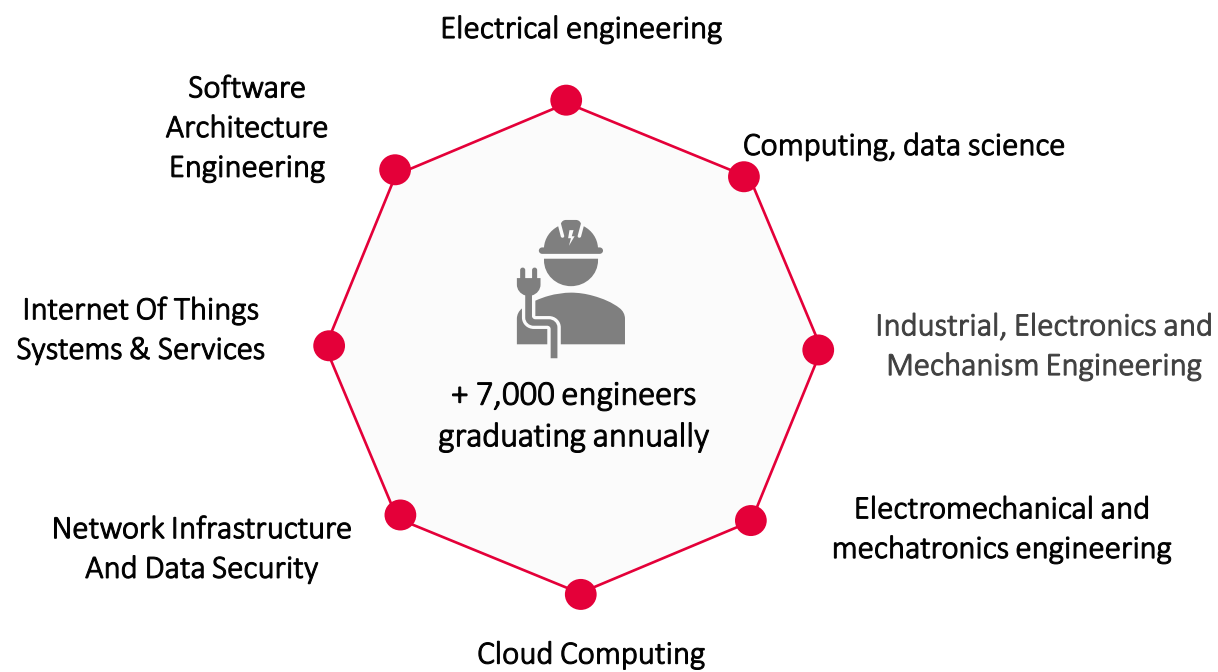 Electrical engineering
Software
Architecture
Engineering
Computing, data science
Internet Of Things
Systems & Services
Industrial, Electronics and
Mechanism Engineering
+ 7,000 engineers
graduating annually
Network Infrastructure
And Data Security
Electromechanical and
mechatronics engineering
Cloud Computing